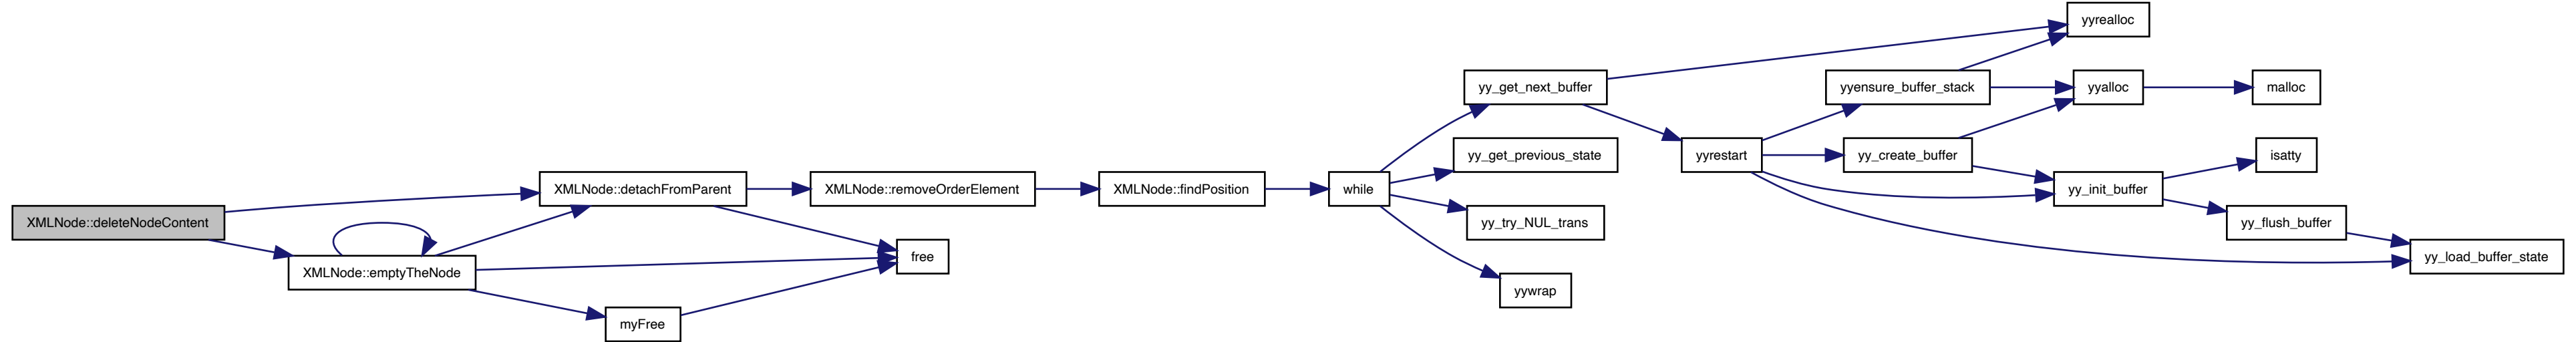 XMLNode::deleteNodeContent
XMLNode::detachFromParent
XMLNode::emptyTheNode
myFree
XMLNode::removeOrderElement
free
XMLNode::findPosition
while
yy_get_next_buffer
yy_get_previous_state
yy_try_NUL_trans
yywrap
yyrestart
yyensure_buffer_stack
yy_create_buffer
yyrealloc
yyalloc
yy_init_buffer
malloc
isatty
yy_flush_buffer
yy_load_buffer_state